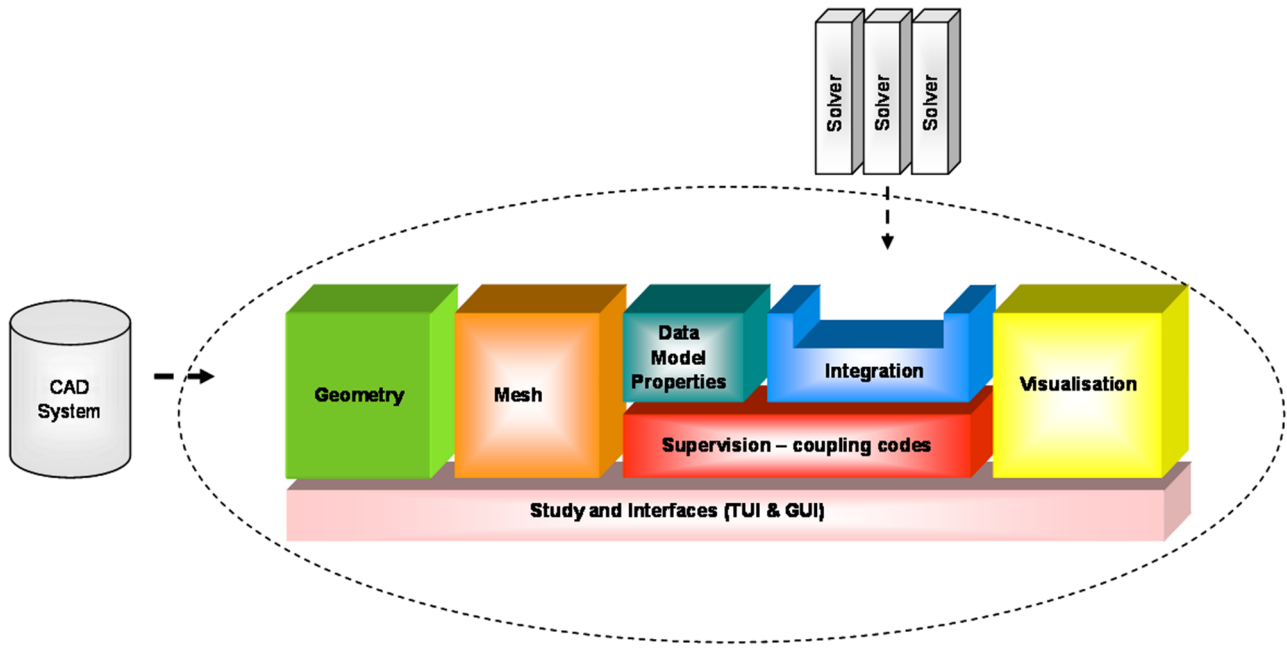 Solver
Solver
Solver
CAD
System
Geometry
Mesh
Data
Model
Properties
Integration
Visualisation
Supervision – coupling codes
Study and Interfaces (TUI & GUI)